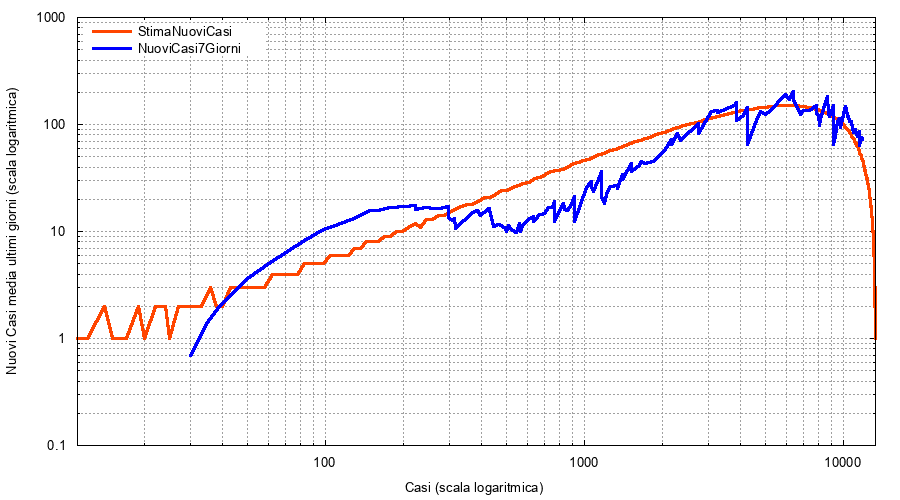 1000
StimaNuoviCasi
NuoviCasi7Giorni
100
10
1
0.1
Nuovi Casi media ultimi giorni (scala logaritmica)
100
1000
10000
Casi (scala logaritmica)